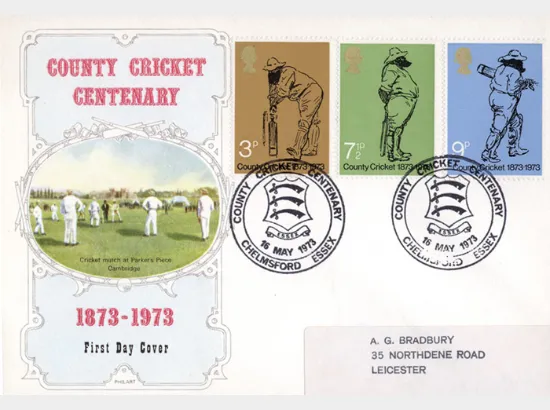 COUNTY CRICKET
CENTENARY
Cricket match at Parker's Piece
Cambridge
1873-1973
First Day Cover
PHILART
3P
County Cricket 1873-1973
7½P
County Cricket 1873-1973
9P
County Cricket 1873-1973
COUNTY CRICKET CENTENARY
ESSEX
16 MAY 1973
CHELMSFORD ESSEX
COUNTY CRICKET CENTENARY
ESSEX
16 MAY 1973
CHELMSFORD ESSEX
A. G. BRADBURY
35 NORTHDENE ROAD
LEICESTER